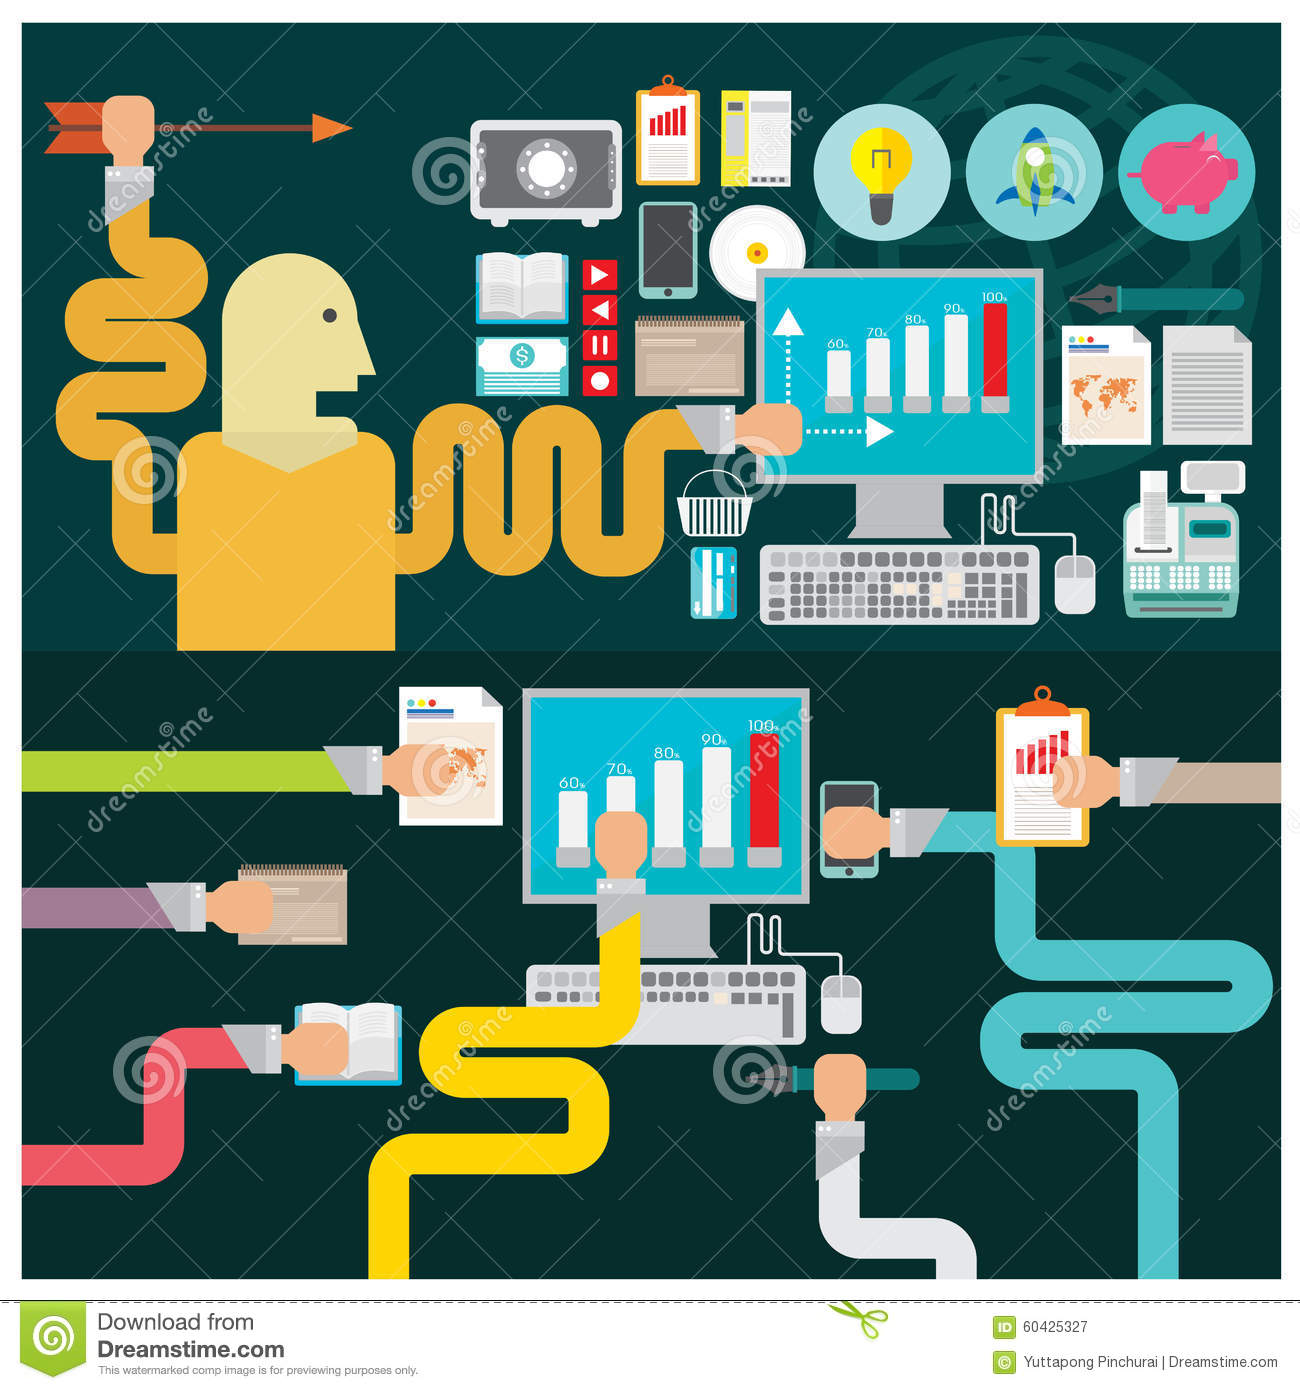 60%
70%
80%
90%
100%
$
60%
70%
80%
90%
100%
dreamstime
Download from
Dreamstime.com
This watermarked comp image is for previewing purposes only.
ID 60425327
© Yuttapong Pinchurai | Dreamstime.com